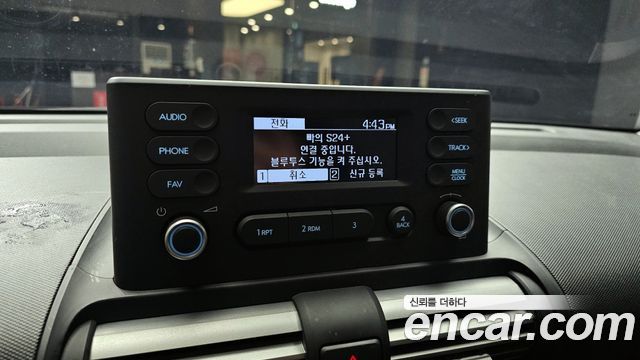 AUDIO
PHONE
FAV
전화 4:43 PM
빡의 S24+
연결 중입니다.
블루투스 기능을 켜 주십시오.
1 취소 2 신규 등록
<SEEK
TRACK>
MENU
CLOCK
1 RPT 2 RDM 3 4
BACK
신뢰를 더하다
encar.com